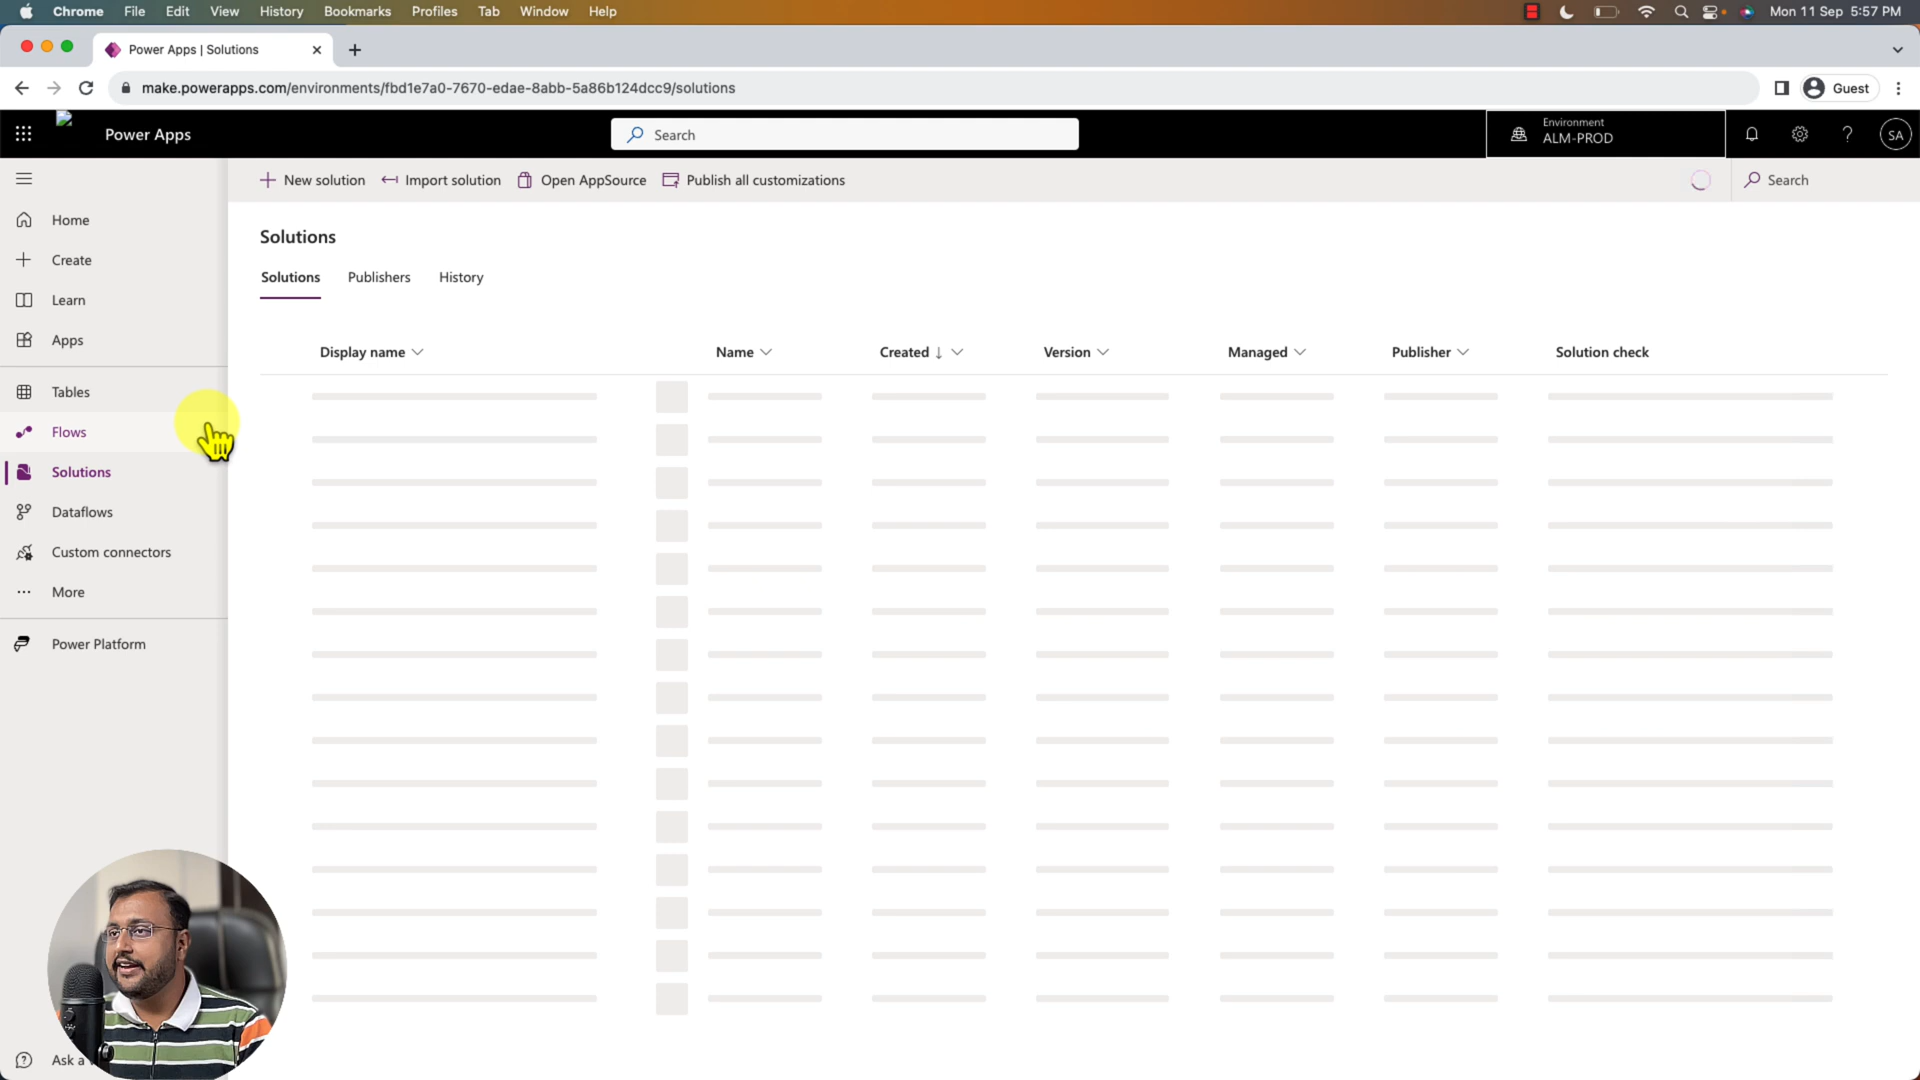 Chrome File Edit View History Bookmarks Profiles Tab Window Help
Mon 11 Sep 5:57 PM
Power Apps | Solutions
make.powerapps.com/environments/fbd1e7a0-7670-edae-8abb-5a86b124dcc9/solutions
Guest
Power Apps
Search
Environment
ALM-PROD
SA
New solution
Import solution
Open AppSource
Publish all customizations
Search
Home
Create
Learn
Apps
Tables
Flows
Solutions
Dataflows
Custom connectors
More
Power Platform
Ask a
Solutions
Solutions Publishers History
Display name Name Created Version Managed Publisher Solution check